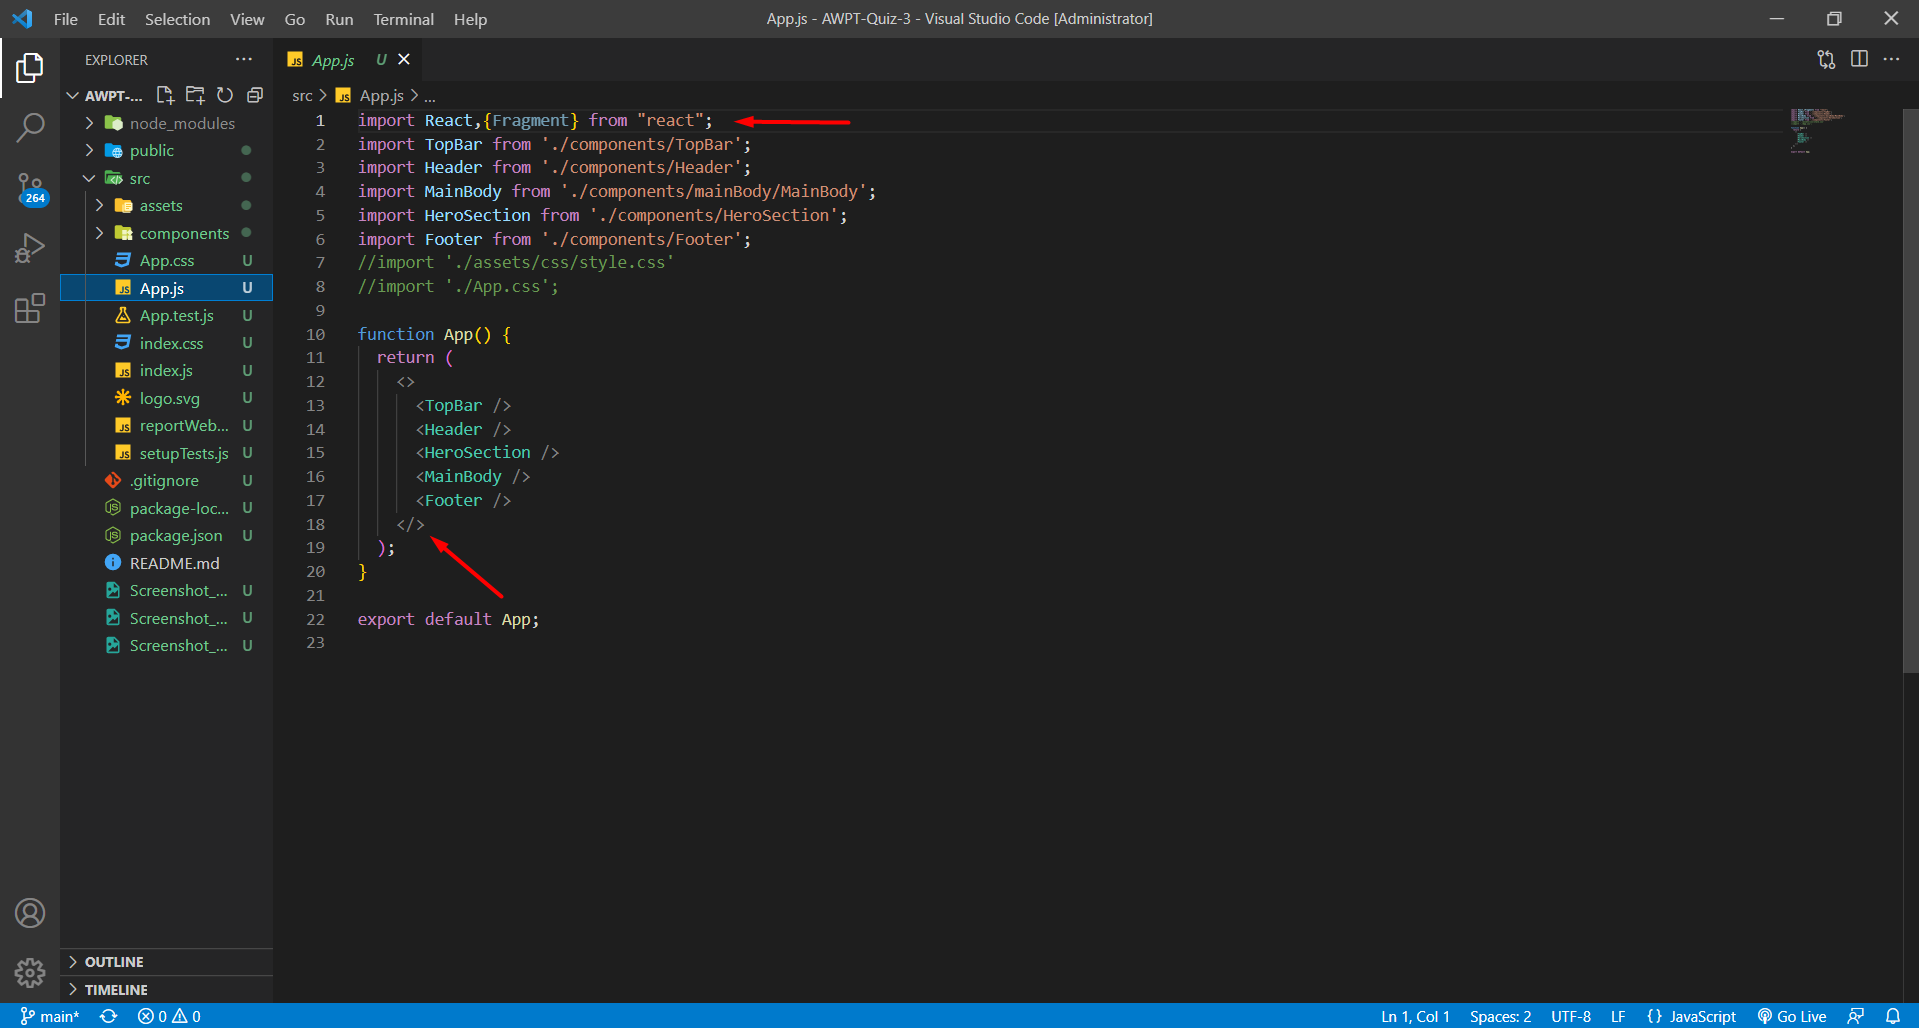 File Edit Selection View Go Run Terminal Help
App.js - AWPT-Quiz-3 - Visual Studio Code [Administrator]
EXPLORER
AWPT-...
node_modules
public
src
assets
components
App.css U
App.js U
App.test.js U
index.css U
index.js U
logo.svg U
reportWeb... U
setupTests.js U
.gitignore U
package-loc... U
package.json U
README.md
Screenshot_... U
Screenshot_... U
Screenshot_... U
OUTLINE
TIMELINE
264
JS App.js U
src > JS App.js > ...
1 import React,{Fragment} from "react";
2 import TopBar from './components/TopBar';
3 import Header from './components/Header';
4 import MainBody from './components/mainBody/MainBody';
5 import HeroSection from './components/HeroSection';
6 import Footer from './components/Footer';
7 //import './assets/css/style.css'
8 //import './App.css';
9
10 function App() {
11 return (
12 <>
13 <TopBar />
14 <Header />
15 <HeroSection />
16 <MainBody />
17 <Footer />
18 </>
19 );
20 }
21
22 export default App;
23
main* 0 0
Ln 1, Col 1 Spaces: 2 UTF-8 LF {} JavaScript Go Live